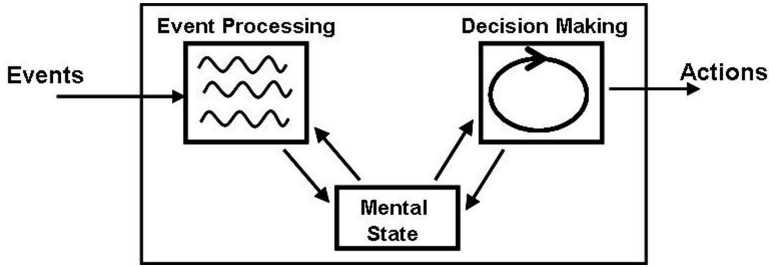 Event Processing
Decision Making
Events
Actions
Mental
State